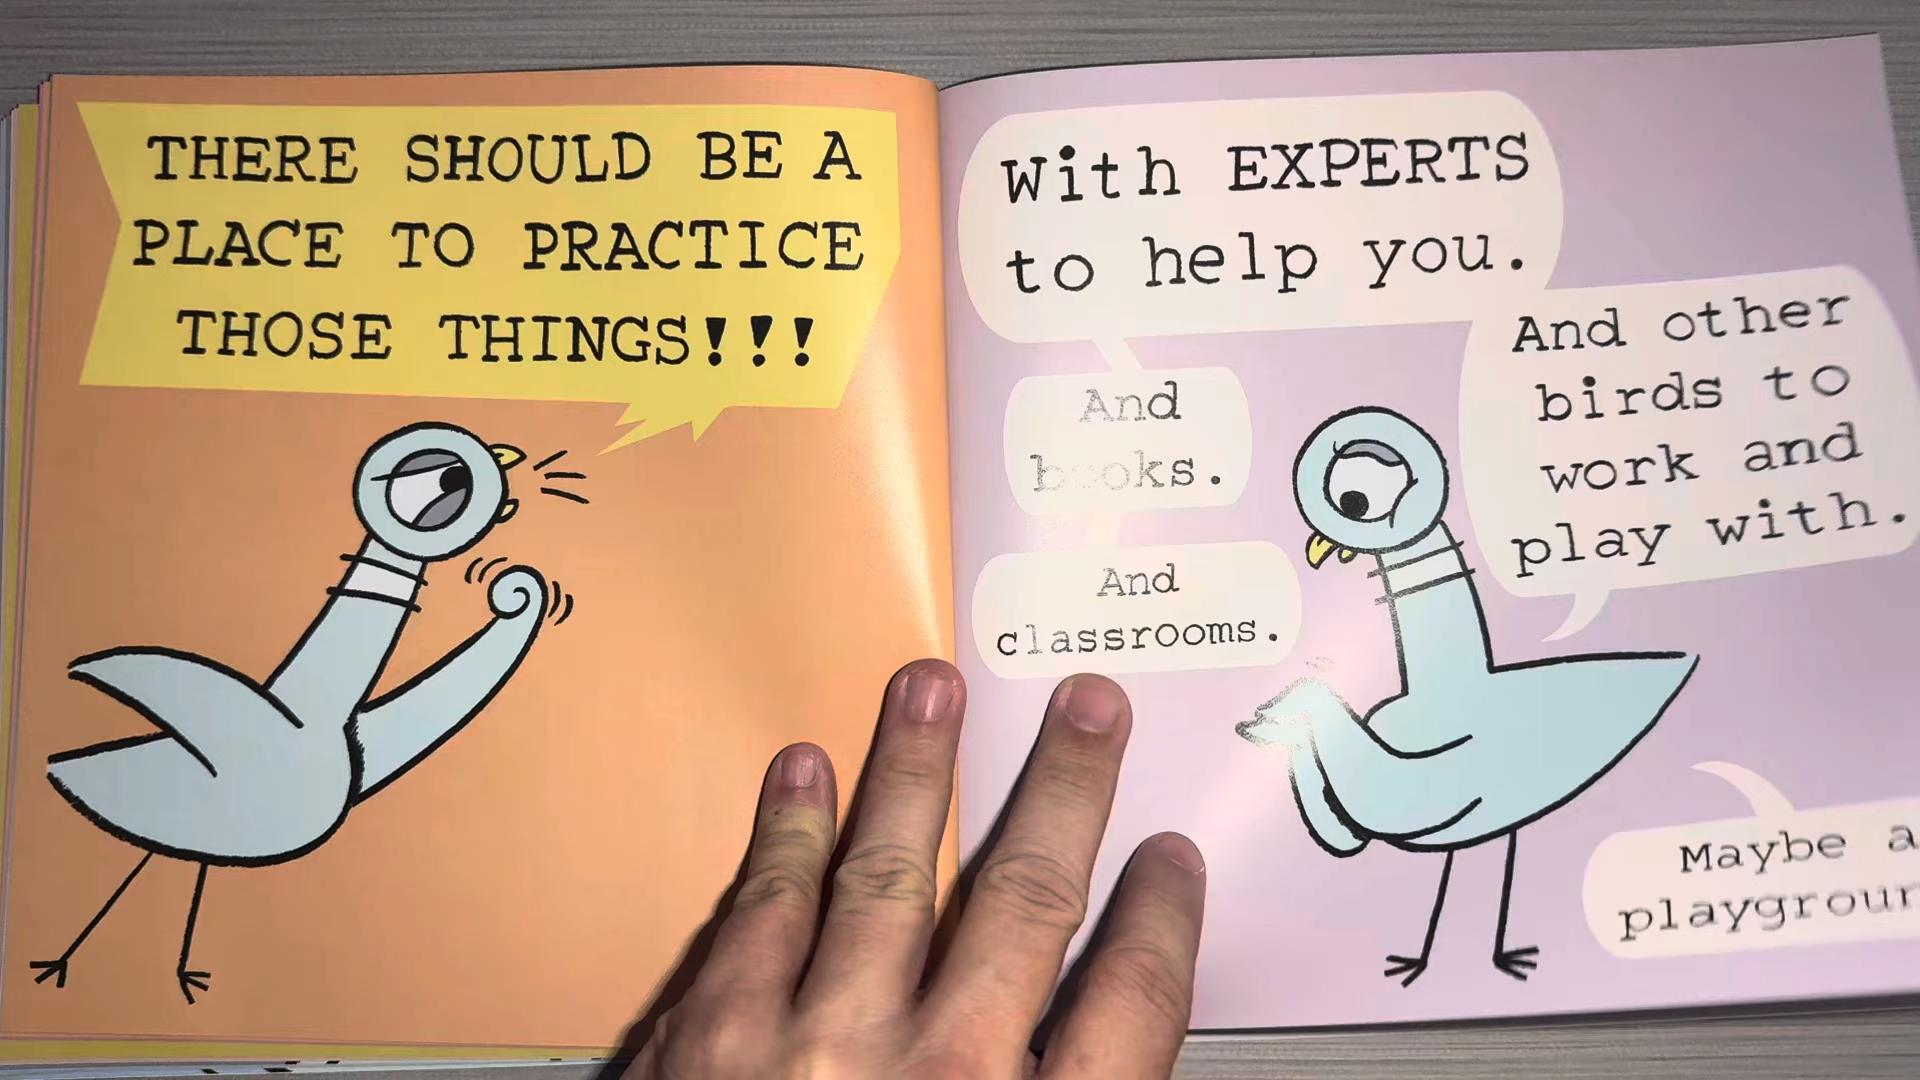 THERE SHOULD BE A
PLACE TO PRACTICE
THOSE THINGS!!!
With EXPERTS
to help you.
And
books.
And
classrooms.
And other
birds to
work and
play with.
Maybe a